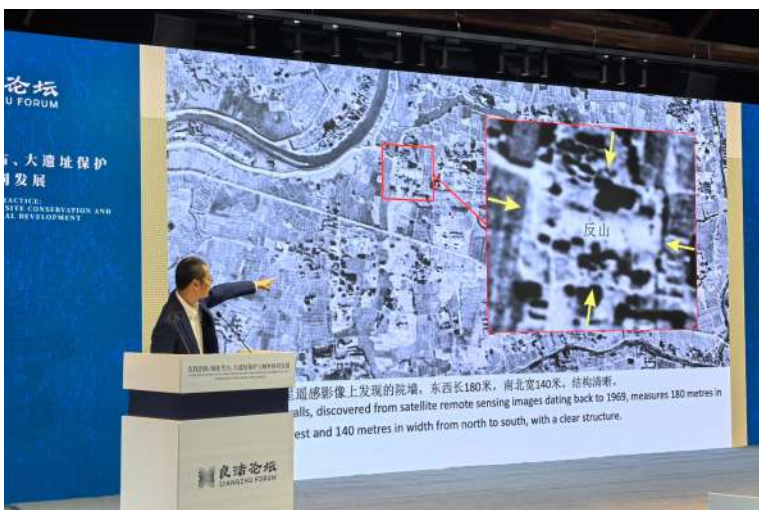 论坛
U FORUM
、大遗址保护
发展
RACTICE:
SITE CONSERVATION AND
AL DEVELOPMENT
反山
星遥感影像上发现的院墙，东西长180米，南北宽140米，结构清晰。
alls, discovered from satellite remote sensing images dating back to 1969, measures 180 metres in
est and 140 metres in width from north to south, with a clear structure.
良渚论坛
LIANGZHU FORUM